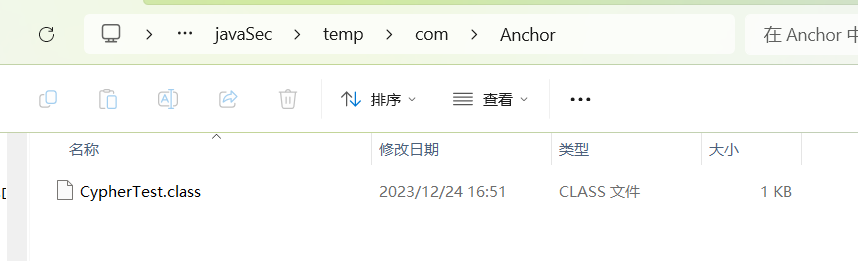 javaSec temp com Anchor 在 Anchor 中
排序 查看
名称 修改日期 类型 大小
CypherTest.class 2023/12/24 16:51 CLASS 文件 1 KB